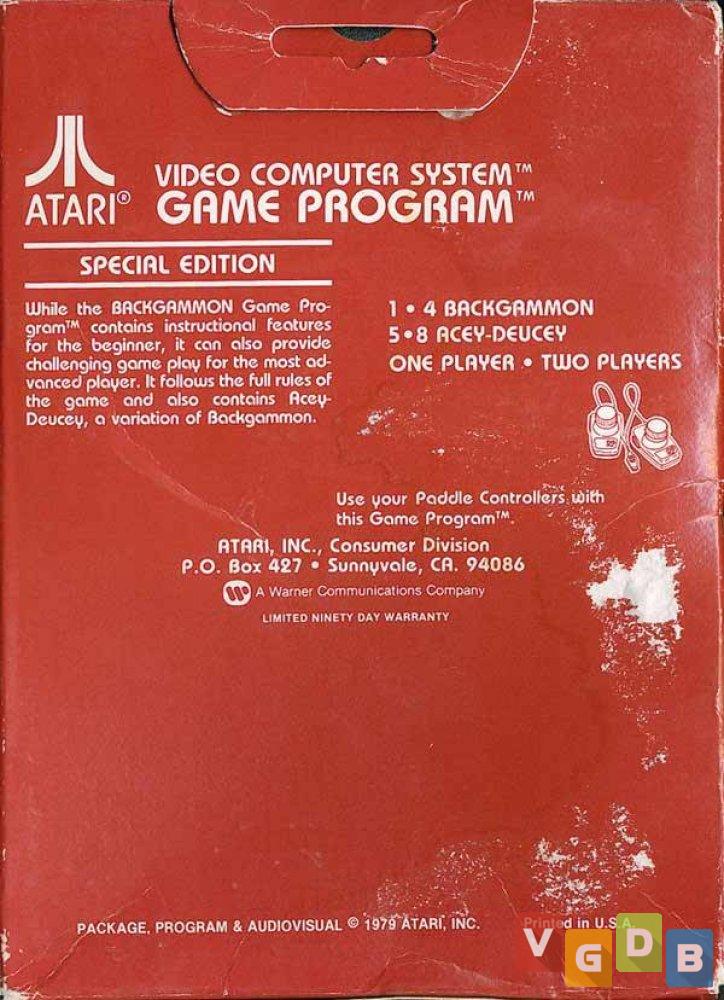 ATARI®
VIDEO COMPUTER SYSTEM™
GAME PROGRAM™
SPECIAL EDITION
While the BACKGAMMON Game Pro-
gram™ contains instructional features
for the beginner, it can also provide
challenging game play for the most ad-
vanced player. It follows the full rules of
the game and also contains Acey-
Deucey, a variation of Backgammon.
1 • 4 BACKGAMMON
5•8 ACEY-DEUCEY
ONE PLAYER • TWO PLAYERS
Use your Paddle Controllers with
this Game Program™.
ATARI, INC., Consumer Division
P.O. Box 427 • Sunnyvale, CA. 94086
A Warner Communications Company
LIMITED NINETY DAY WARRANTY
PACKAGE, PROGRAM & AUDIOVISUAL © 1979 ATARI, INC.
Printed in U.S.A.
VGDB